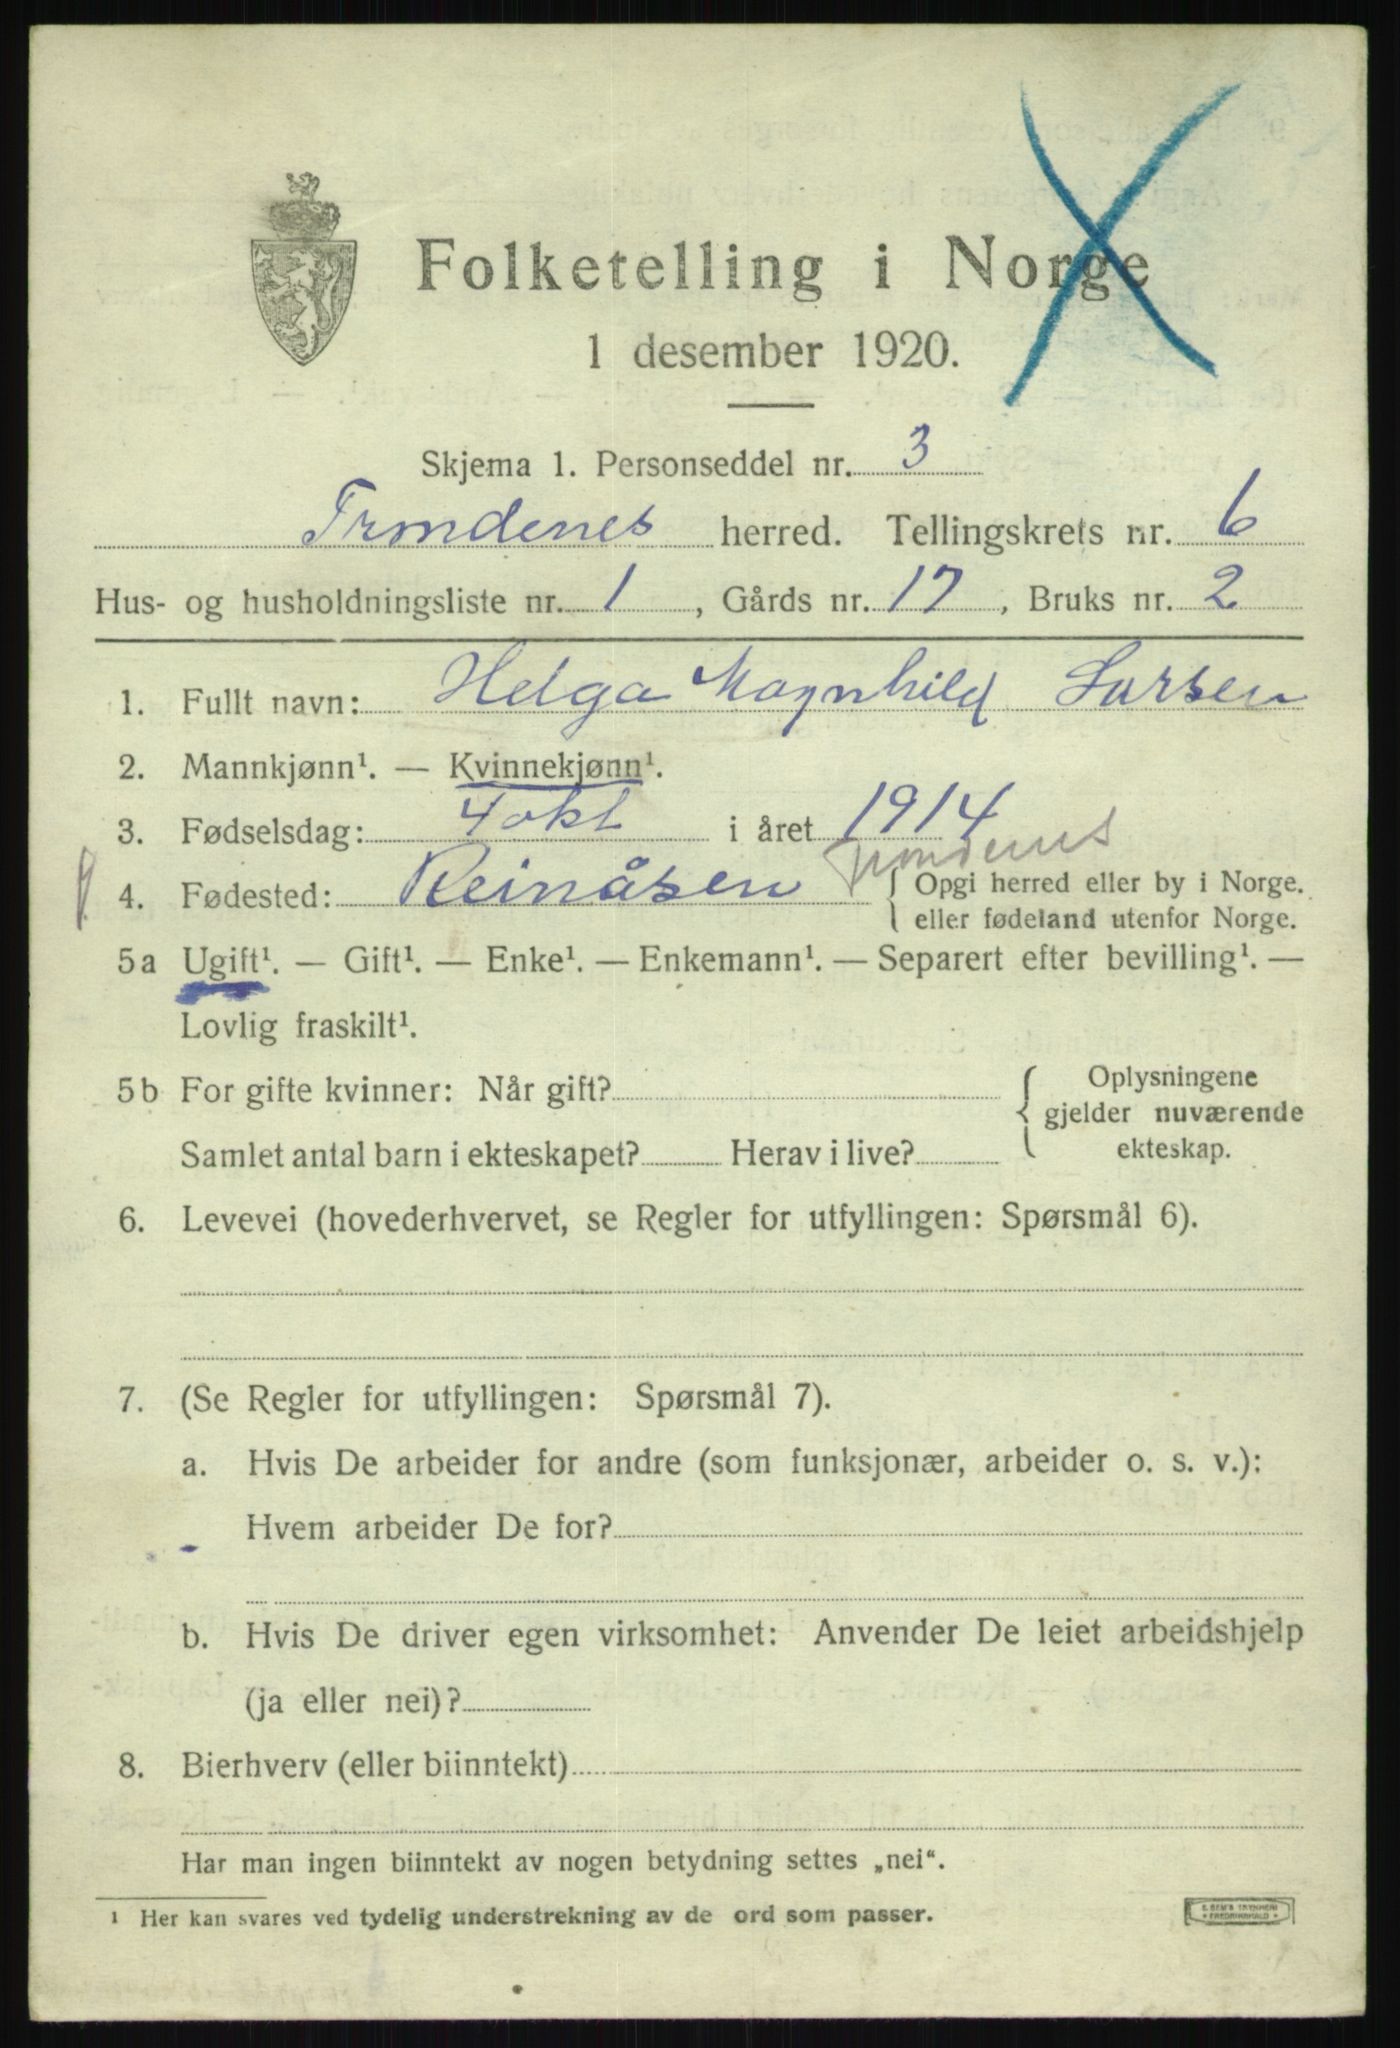 Folketelling i Norge
1 desember 1920.
Skjema 1. Personseddel nr. 3
Trondenes herred. Tellingskrets nr. 6
Hus- og husholdningsliste nr. 1, Gårds nr. 17, Bruks nr. 2
1. Fullt navn: Helga Magnhild Larsen
2. Mannkjønn¹. — Kvinnekjønn¹.
3. Fødselsdag: 4 okt i året 1914
Trondenes
4. Fødested: Reinåsen { Opgi herred eller by i Norge.
eller fødeland utenfor Norge.
5a Ugift¹. — Gift¹. — Enke¹. — Enkemann¹. — Separert efter bevilling¹. —
Lovlig fraskilt¹.
5b For gifte kvinner: Når gift?
Samlet antal barn i ekteskapet? Herav i live?
{ Oplysningene
gjelder nuværende
ekteskap.
6. Levevei (hovederhvervet, se Regler for utfyllingen: Spørsmål 6).
7. (Se Regler for utfyllingen: Spørsmål 7).
a. Hvis De arbeider for andre (som funksjonær, arbeider o. s. v.):
Hvem arbeider De for?
b. Hvis De driver egen virksomhet: Anvender De leiet arbeidshjelp
(ja eller nei)?
8. Bierhverv (eller biinntekt)
Har man ingen biinntekt av nogen betydning settes „nei“.
¹ Her kan svares ved tydelig understrekning av de ord som passer.